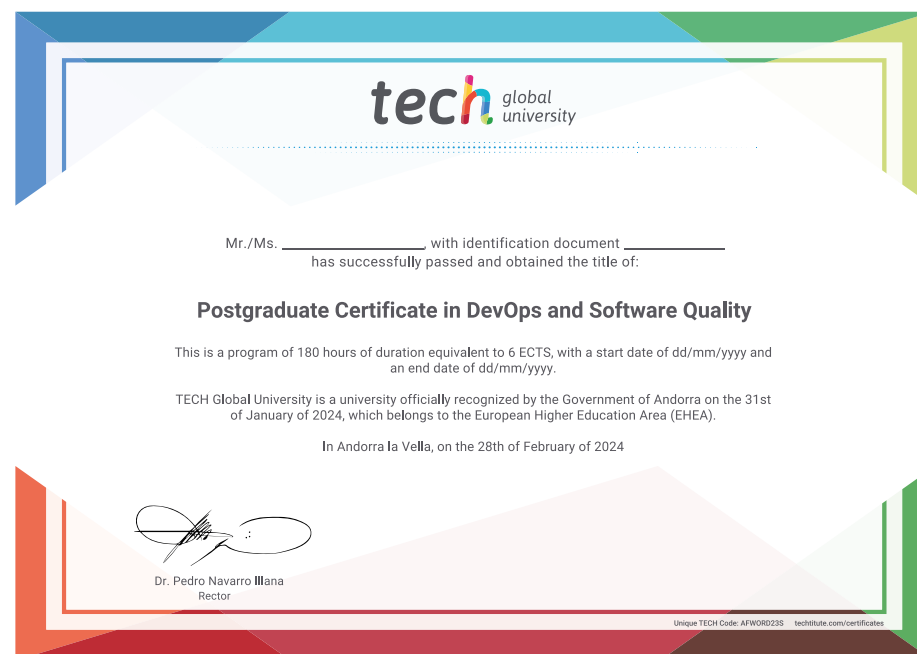 tech global university
Mr./Ms. ____________, with identification document ____________
has successfully passed and obtained the title of:
Postgraduate Certificate in DevOps and Software Quality
This is a program of 180 hours of duration equivalent to 6 ECTS, with a start date of dd/mm/yyyy and
an end date of dd/mm/yyyy.
TECH Global University is a university officially recognized by the Government of Andorra on the 31st
of January of 2024, which belongs to the European Higher Education Area (EHEA).
In Andorra la Vella, on the 28th of February of 2024
Dr. Pedro Navarro Illana
Rector
Unique TECH Code: AFWORD23S techtitute.com/certificates